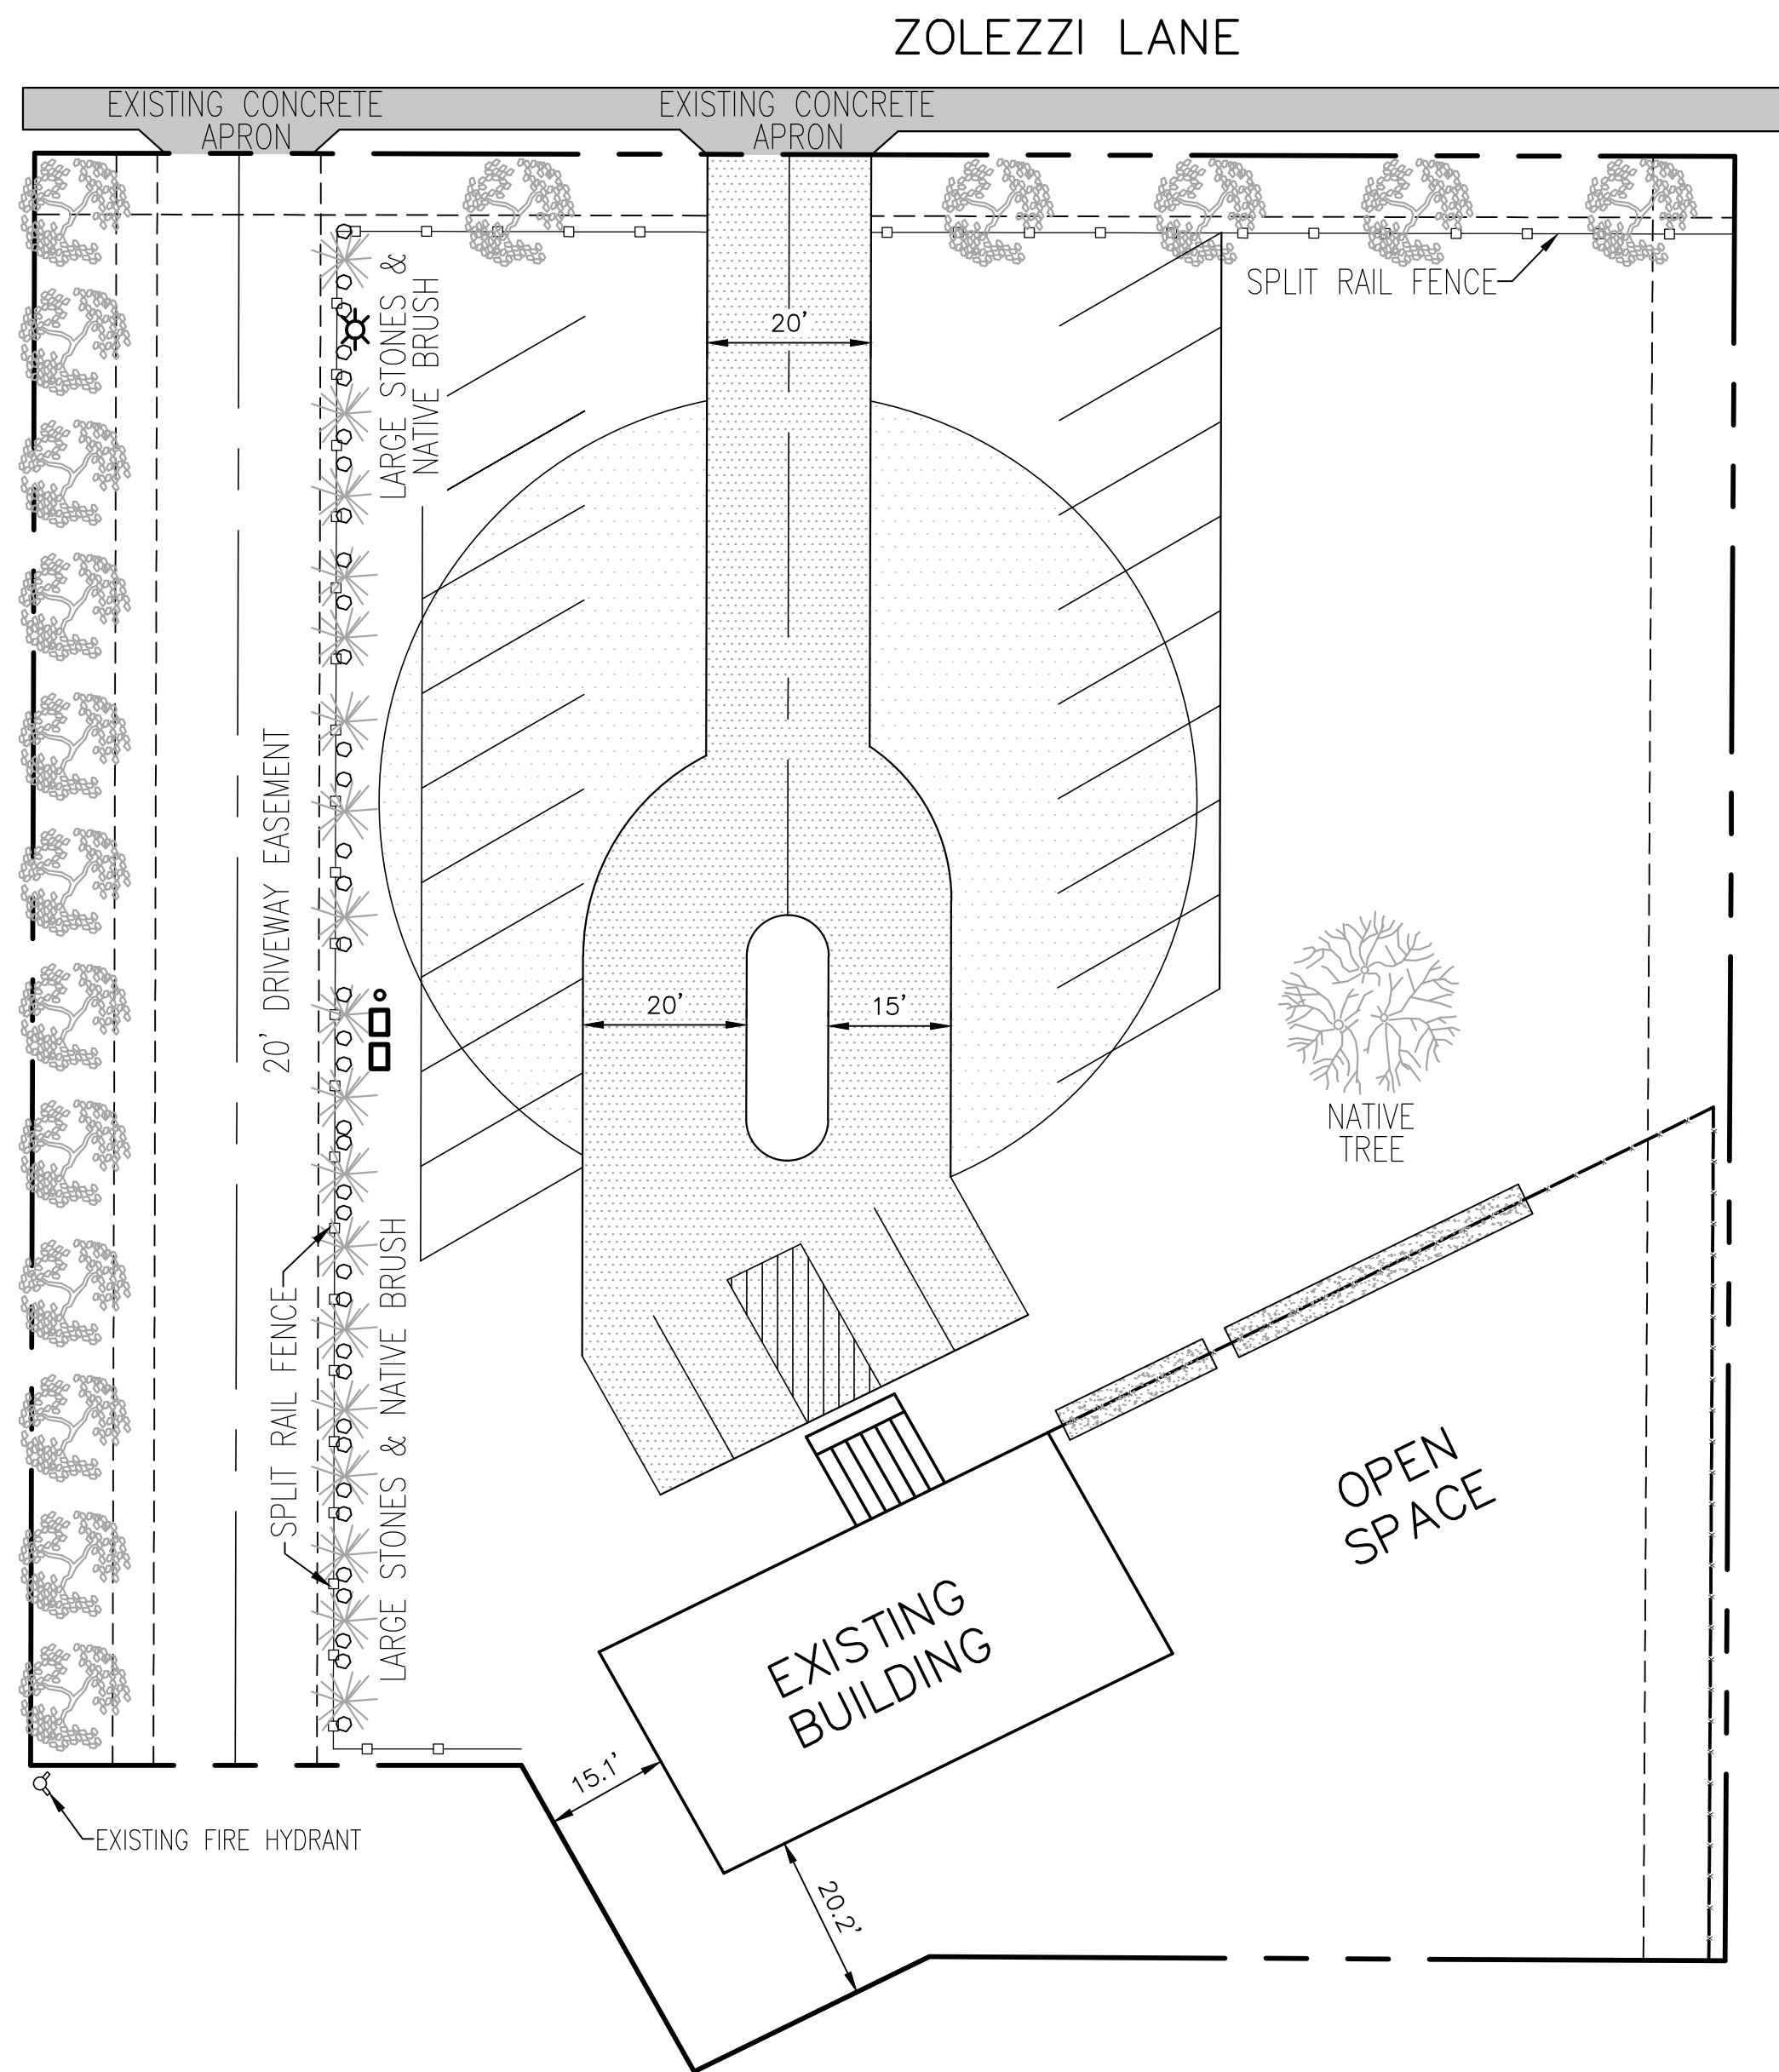 ZOLEZZI LANE
EXISTING CONCRETE
APRON
EXISTING CONCRETE
APRON
SPLIT RAIL FENCE
LARGE STONES &
NATIVE BRUSH
20'
20' DRIVEWAY EASEMENT
20'
15'
NATIVE
TREE
SPLIT RAIL FENCE
LARGE STONES & NATIVE BRUSH
OPEN
SPACE
EXISTING
BUILDING
15.1'
20.2'
EXISTING FIRE HYDRANT